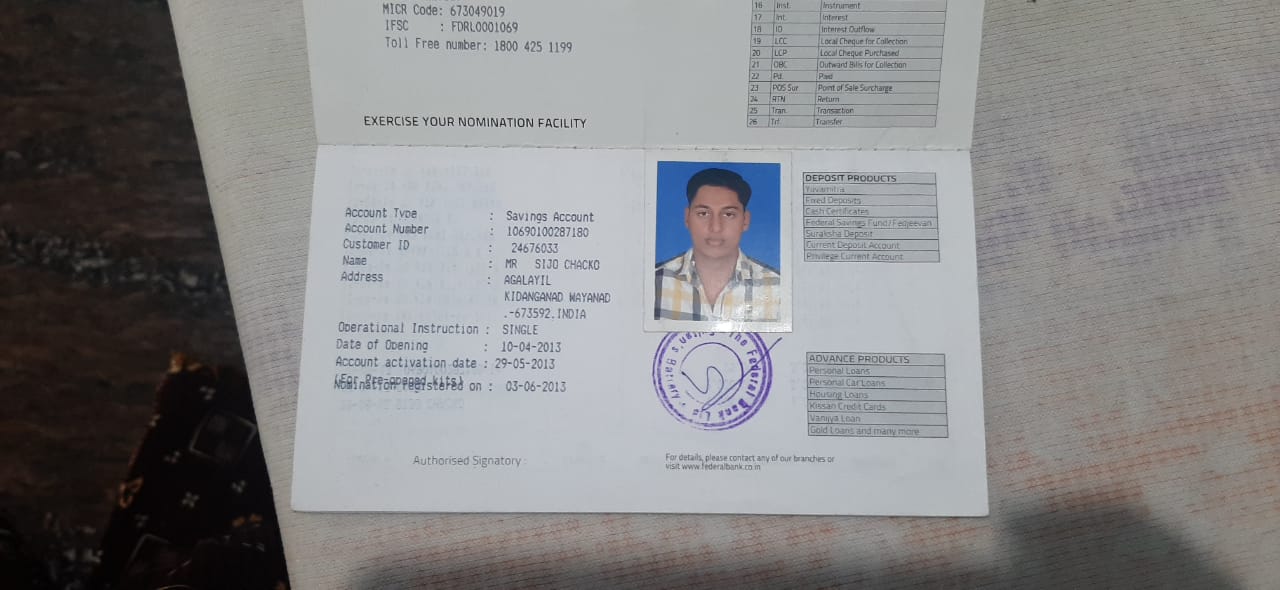 MICR Code: 673049019
IFSC : FDRL0001069
Toll Free number: 1800 425 1199
EXERCISE YOUR NOMINATION FACILITY
16 Inst. Instrument
17 Int. Interest
18 IO Interest Outflow
19 LCC Local Cheque for Collection
20 LCP Local Cheque Purchased
21 OBC Outward Bills for Collection
22 Pd. Paid
23 POS Sur Point of Sale Surcharge
24 RTN Return
25 Tran. Transaction
26 Trf. Transfer
Account Type : Savings Account
Account Number : 10690100287180
Customer ID : 24676033
Name : MR SIJO CHACKO
Address : AGALAYIL
KIDANGANAD WAYANAD
.-673592.INDIA
Operational Instruction : SINGLE
Date of Opening : 10-04-2013
Account activation date : 29-05-2013
(For Pre-opened kits)
Nomination registered on : 03-06-2013
Authorised Signatory :
The Federal Bank Ltd
DEPOSIT PRODUCTS
Yuvamitra
Fixed Deposits
Cash Certificates
Federal Savings Fund/Fedjeevan
Suraksha Deposit
Current Deposit Account
Privilege Current Account
ADVANCE PRODUCTS
Personal Loans
Personal Car Loans
Housing Loans
Kissan Credit Cards
Vanijya Loan
Gold Loans and many more
For details, please contact any of our branches or
visit www.federalbank.co.in